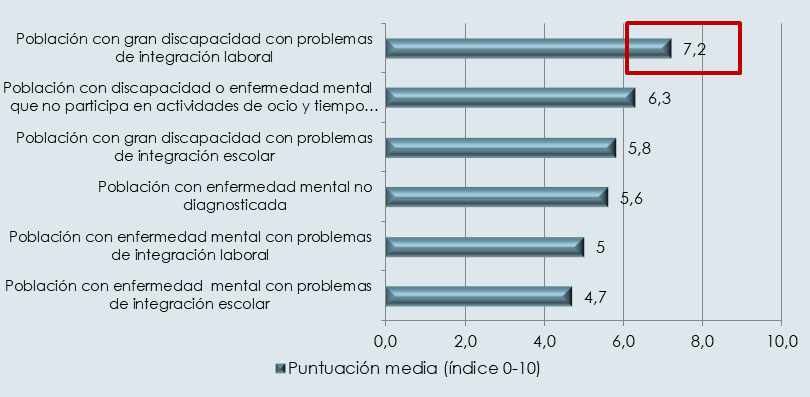 Población con gran discapacidad con problemas
de integración laboral
7,2
Población con discapacidad o enfermedad mental
que no participa en actividades de ocio y tiempo…
6,3
Población con gran discapacidad con problemas
de integración escolar
5,8
Población con enfermedad mental no
diagnosticada
5,6
Población con enfermedad mental con problemas
de integración laboral
5
Población con enfermedad  mental con problemas
de integración escolar
4,7
0,0 2,0 4,0 6,0 8,0 10,0
Puntuación media (índice 0-10)